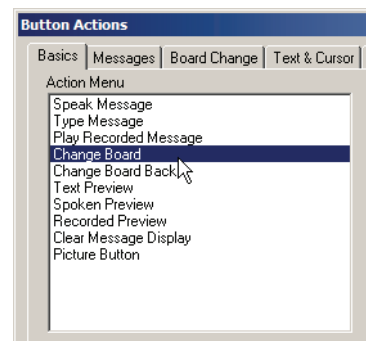 Button Actions
Basics Messages Board Change Text & Cursor
Action Menu
Speak Message
Type Message
Play Recorded Message
Change Board
Change Board Back
Text Preview
Spoken Preview
Recorded Preview
Clear Message Display
Picture Button